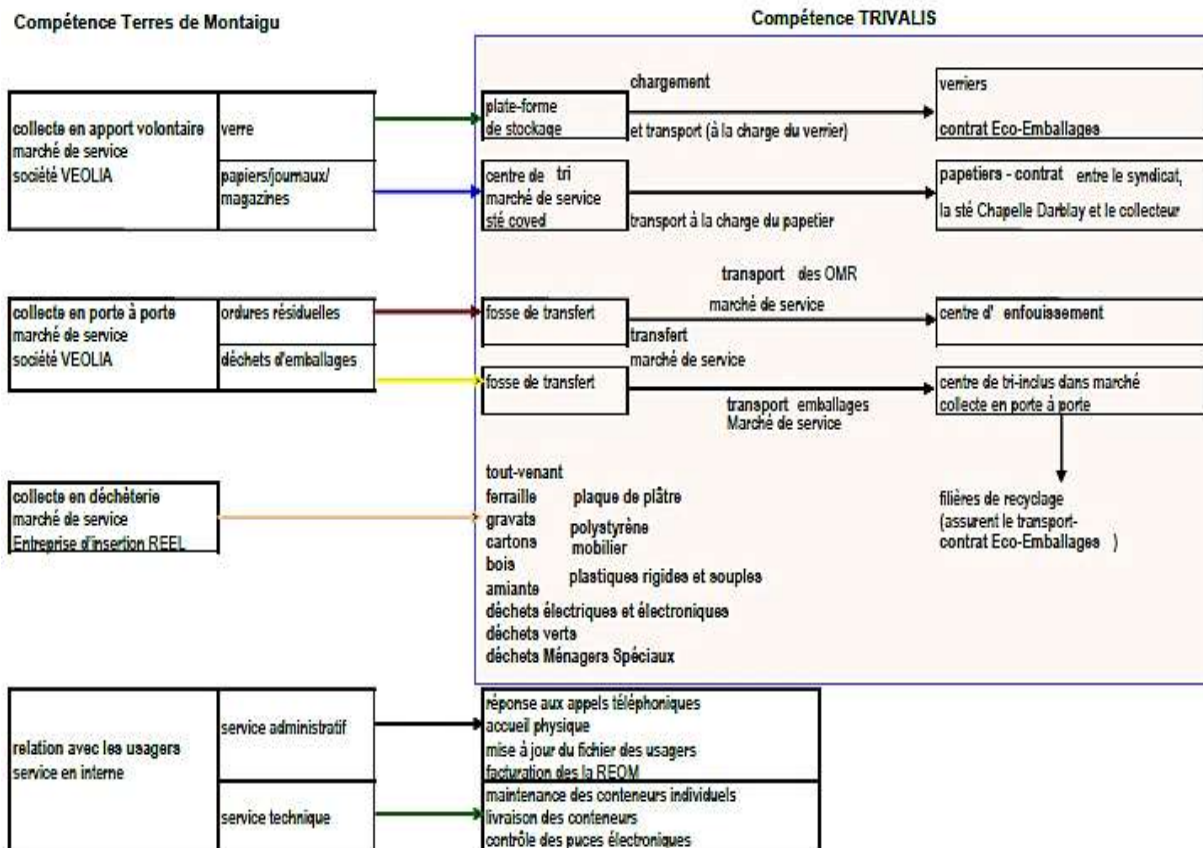 Compétence Terres de Montaigu
Compétence TRIVALIS
collecte en apport volontaire
marché de service
société VEOLIA
verre
papiers/journaux/
magazines
plate-forme
de stockage
chargement
et transport (à la charge du verrier)
verriers
contrat Eco-Emballages
centre de tri
marché de service
sté coved
transport à la charge du papetier
papetiers - contrat entre le syndicat,
la sté Chapelle Darblay et le collecteur
collecte en porte à porte
marché de service
société VEOLIA
ordures résiduelles
déchets d'emballages
fosse de transfert
transport des OMR
marché de service
transfert
marché de service
centre d' enfouissement
fosse de transfert
transport emballages
Marché de service
centre de tri-inclus dans marché
collecte en porte à porte
filières de recyclage
(assurent le transport-
contrat Eco-Emballages )
collecte en déchèterie
marché de service
Entreprise d'insertion REEL
tout-venant
ferraille plaque de plâtre
gravats polystyrène
cartons mobilier
bois
amiante plastiques rigides et souples
déchets électriques et électroniques
déchets verts
déchets Ménagers Spéciaux
relation avec les usagers
service en interne
service administratif
réponse aux appels téléphoniques
accueil physique
mise à jour du fichier des usagers
facturation des la REOM
service technique
maintenance des conteneurs individuels
livraison des conteneurs
contrôle des puces électroniques